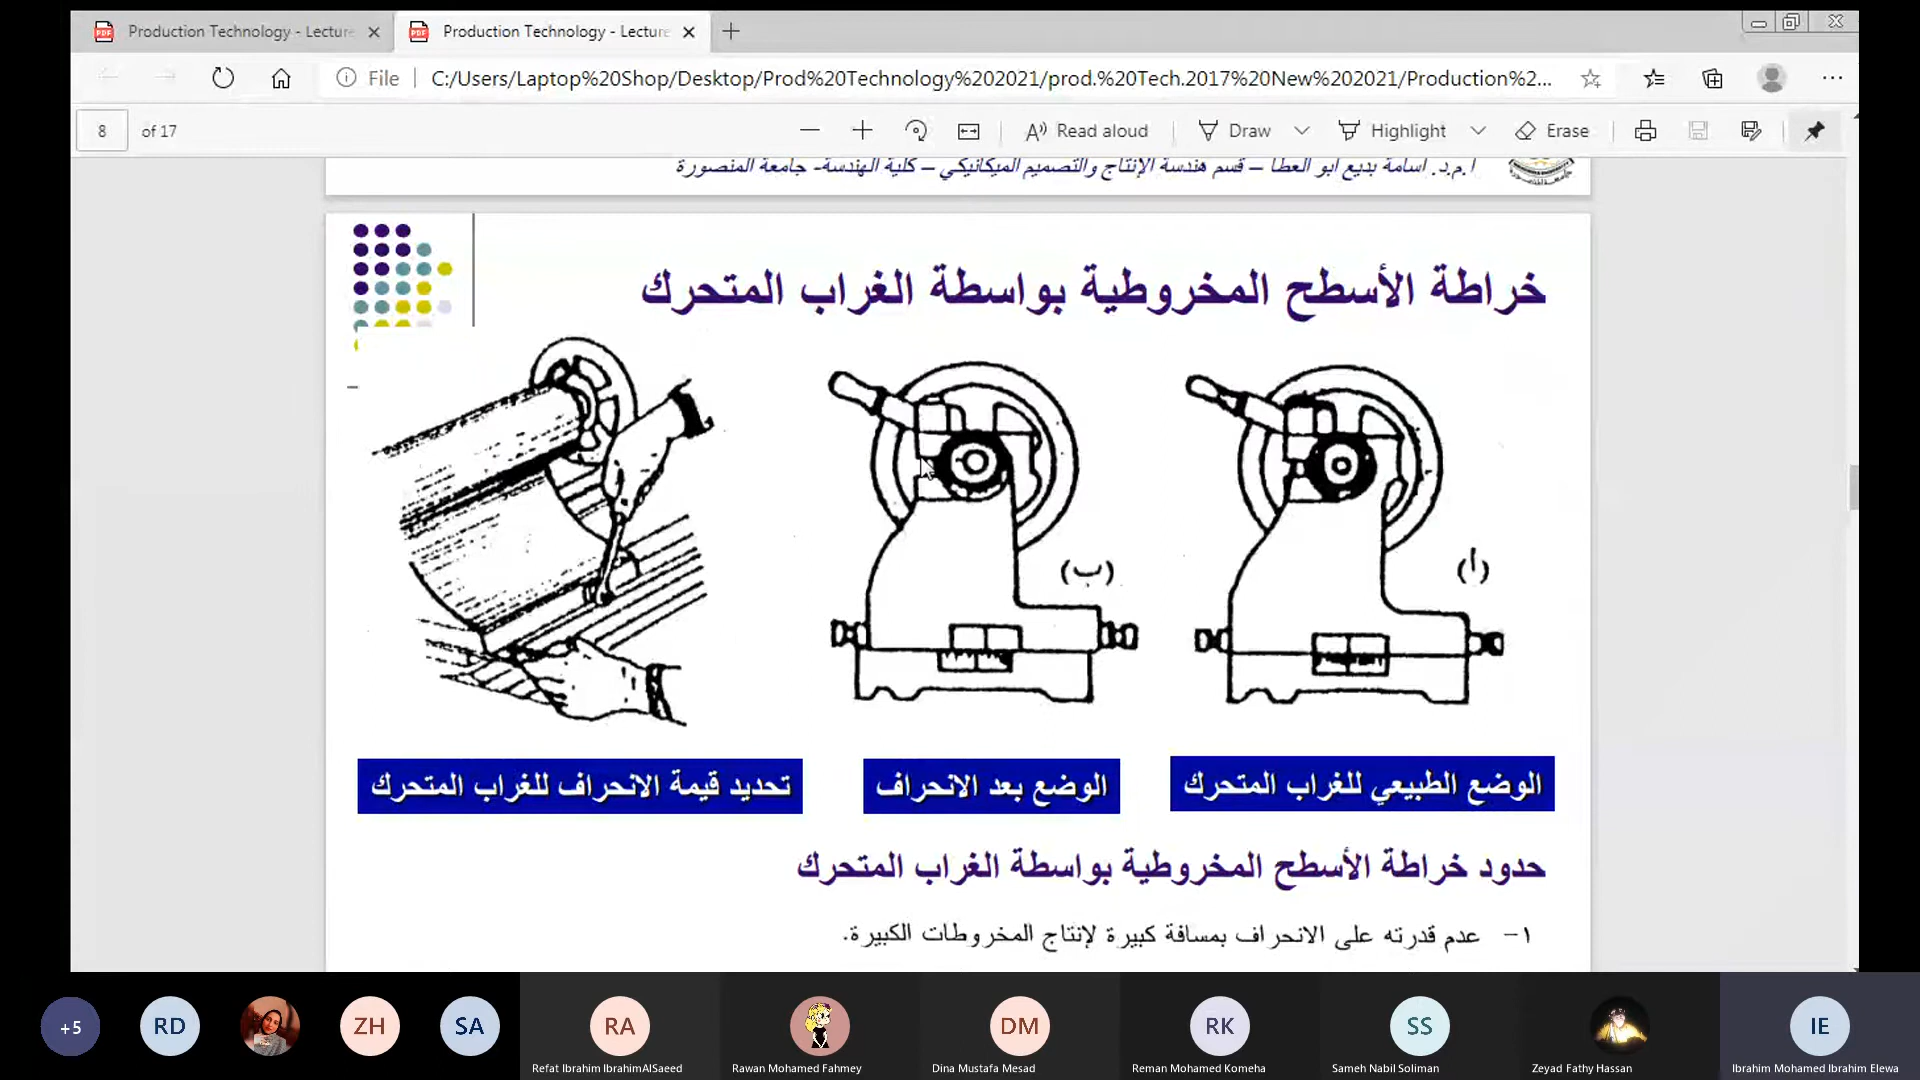 Production Technology - Lecture
Production Technology - Lecture
File
C:/Users/Laptop%20Shop/Desktop/Prod%20Technology%202021/prod.%20Tech.2017%20New%202021/Production%2...
8 of 17
Read aloud
Draw
Highlight
Erase
ا.م.د. اسامة بديع ابو العطا – قسم هندسة الإنتاج والتصميم الميكانيكي – كلية الهندسة- جامعة المنصورة
خراطة الأسطح المخروطية بواسطة الغراب المتحرك
(ا)
(ب)
الوضع الطبيعي للغراب المتحرك
الوضع بعد الانحراف
تحديد قيمة الانحراف للغراب المتحرك
حدود خراطة الأسطح المخروطية بواسطة الغراب المتحرك
١- عدم قدرته على الانحراف بمسافة كبيرة لإنتاج المخروطات الكبيرة.
+5
RD
ZH
SA
RA
DM
RK
SS
IE
Refat Ibrahim IbrahimAlSaeed
Rawan Mohamed Fahmey
Dina Mustafa Mesad
Reman Mohamed Komeha
Sameh Nabil Soliman
Zeyad Fathy Hassan
Ibrahim Mohamed Ibrahim Elewa